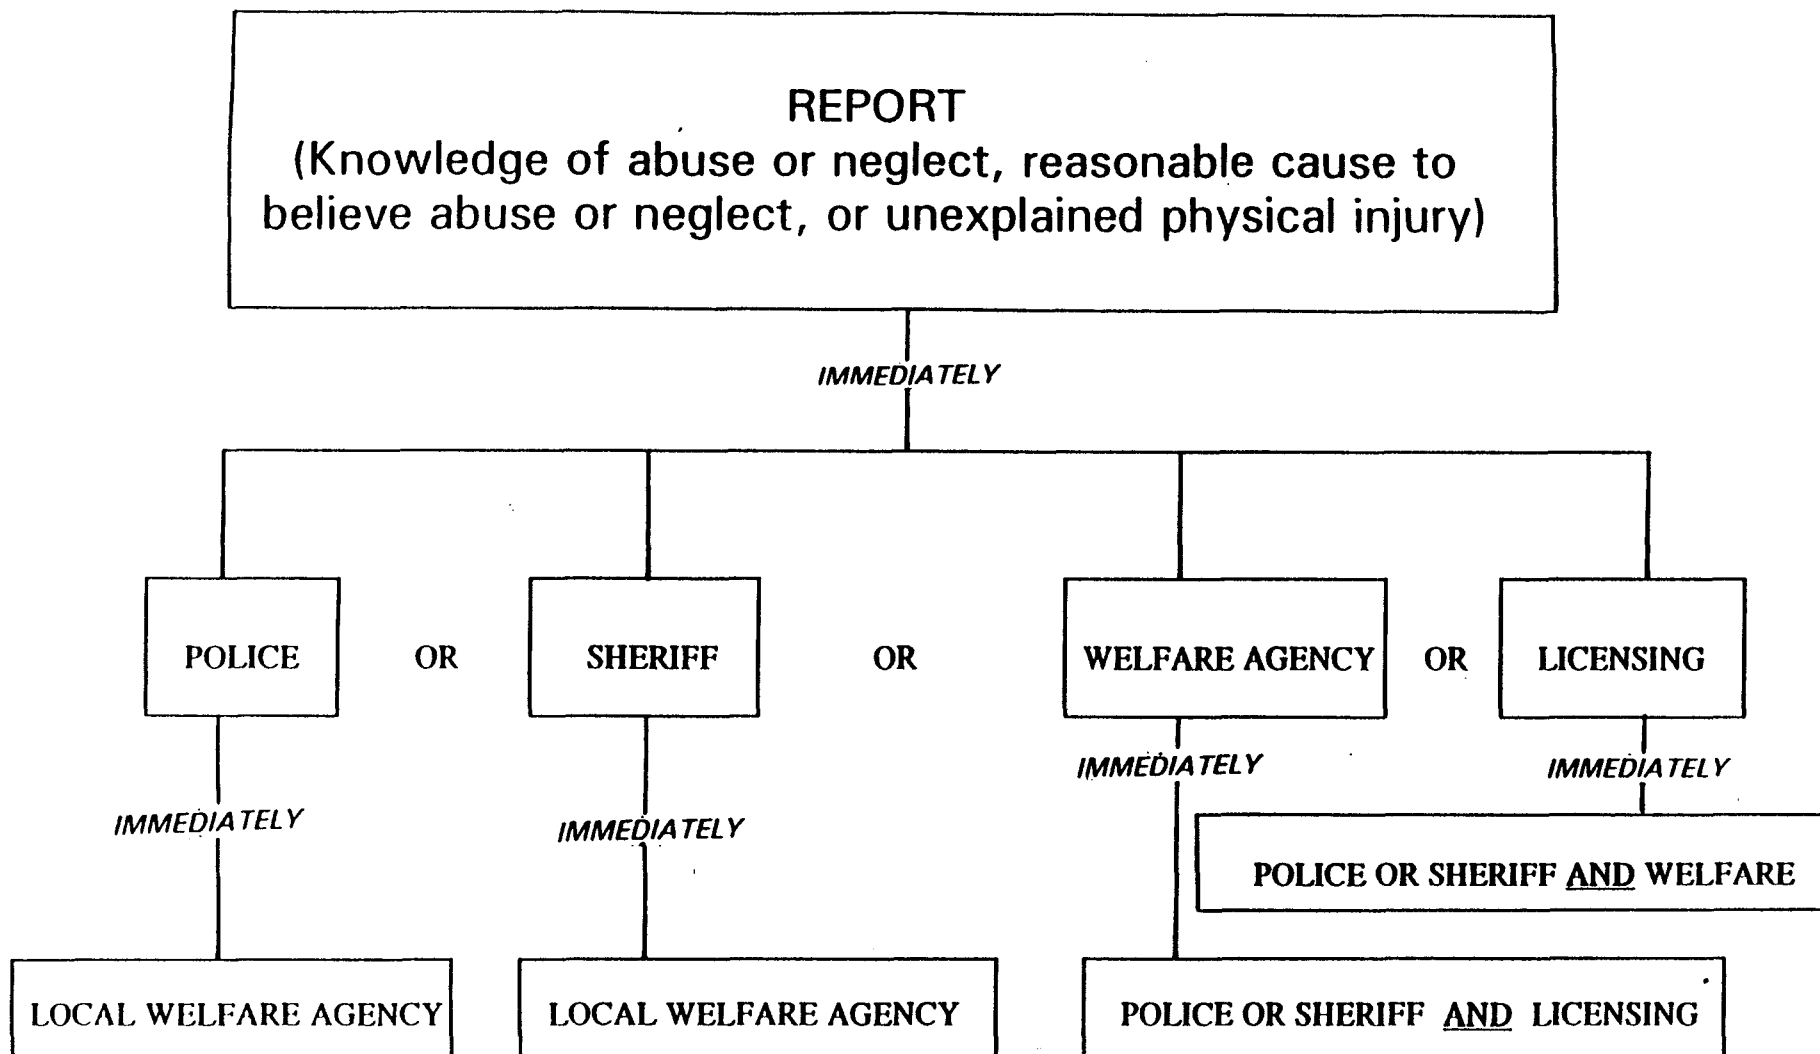 REPORT
(Knowledge of abuse or neglect, reasonable cause to
believe abuse or neglect, or unexplained physical injury)
IMMEDIATELY
POLICE OR SHERIFF OR WELFARE AGENCY OR LICENSING
IMMEDIATELY IMMEDIATELY
IMMEDIATELY IMMEDIATELY
POLICE OR SHERIFF AND WELFARE
LOCAL WELFARE AGENCY LOCAL WELFARE AGENCY POLICE OR SHERIFF AND LICENSING